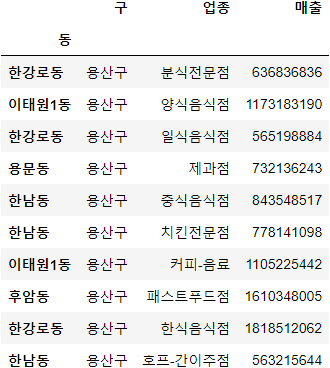 구 업종 매출
동
한강로동 용산구 분식전문점 636836836
이태원1동 용산구 양식음식점 1173183190
한강로동 용산구 일식음식점 565198884
용문동 용산구 제과점 732136243
한남동 용산구 중식음식점 843548517
한남동 용산구 치킨전문점 778141098
이태원1동 용산구 커피-음료 1105225442
후암동 용산구 패스트푸드점 1610348005
한강로동 용산구 한식음식점 1818512062
한남동 용산구 호프-간이주점 563215644